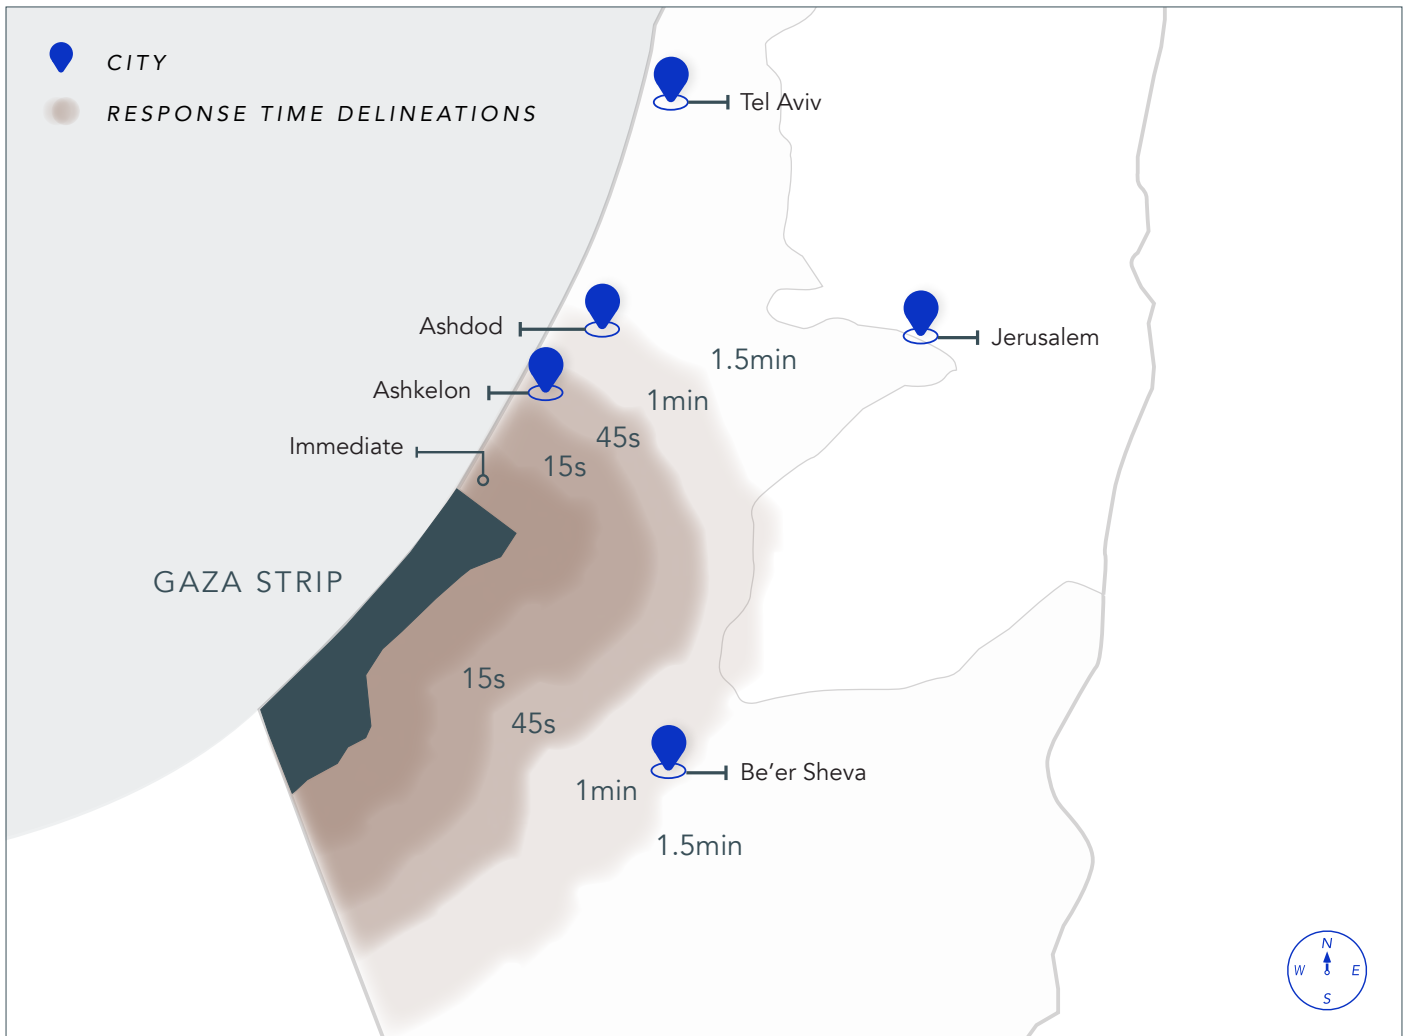 CITY
RESPONSE TIME DELINEATIONS
Tel Aviv
Ashdod
Jerusalem
1.5min
Ashkelon
1min
45s
Immediate
15s
GAZA STRIP
15s
45s
Be’er Sheva
1min
1.5min
N
W E
S